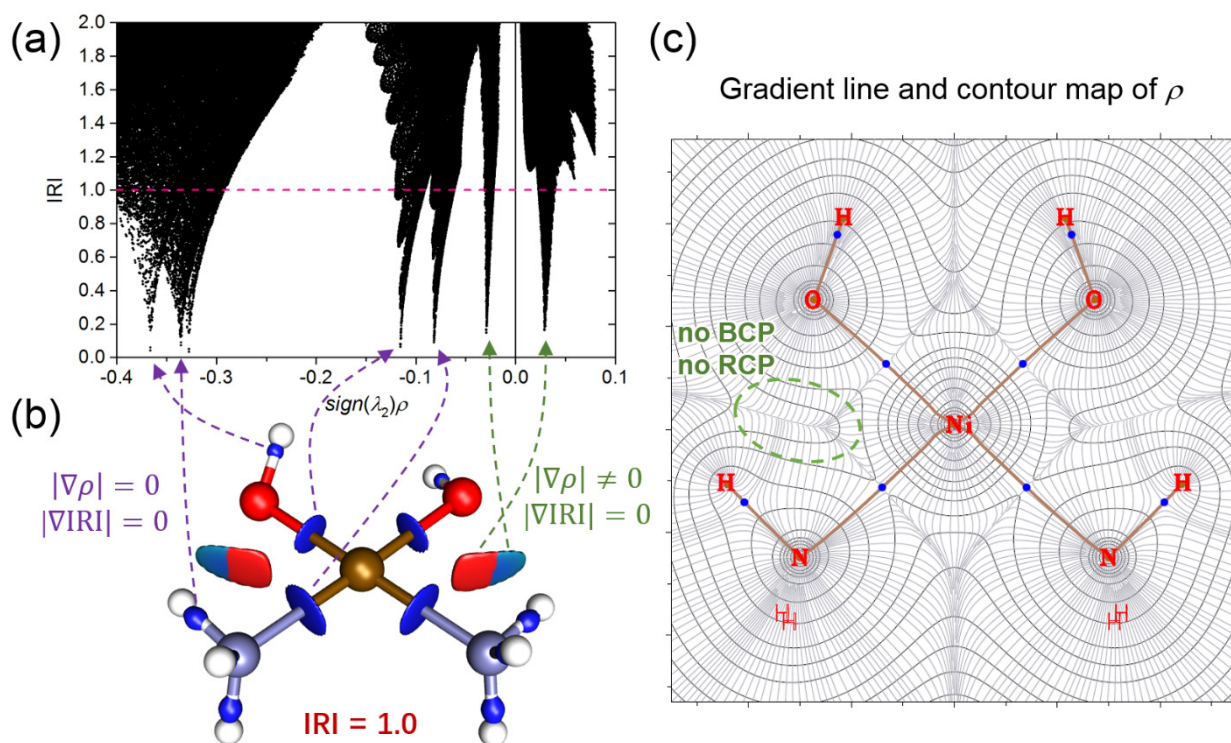 (a)
2.0
1.8
1.6
1.4
1.2
1.0
0.8
0.6
0.4
0.2
0.0
IRI
-0.4
-0.3
-0.2
-0.1
0.0
0.1
sign(λ₂)ρ
(b)
|∇ρ| = 0
|∇IRI| = 0
|∇ρ| ≠ 0
|∇IRI| = 0
IRI = 1.0
(c)
Gradient line and contour map of ρ
H
H
O
O
no BCP
no RCP
Ni
H
H
N
N
H
H
H
H